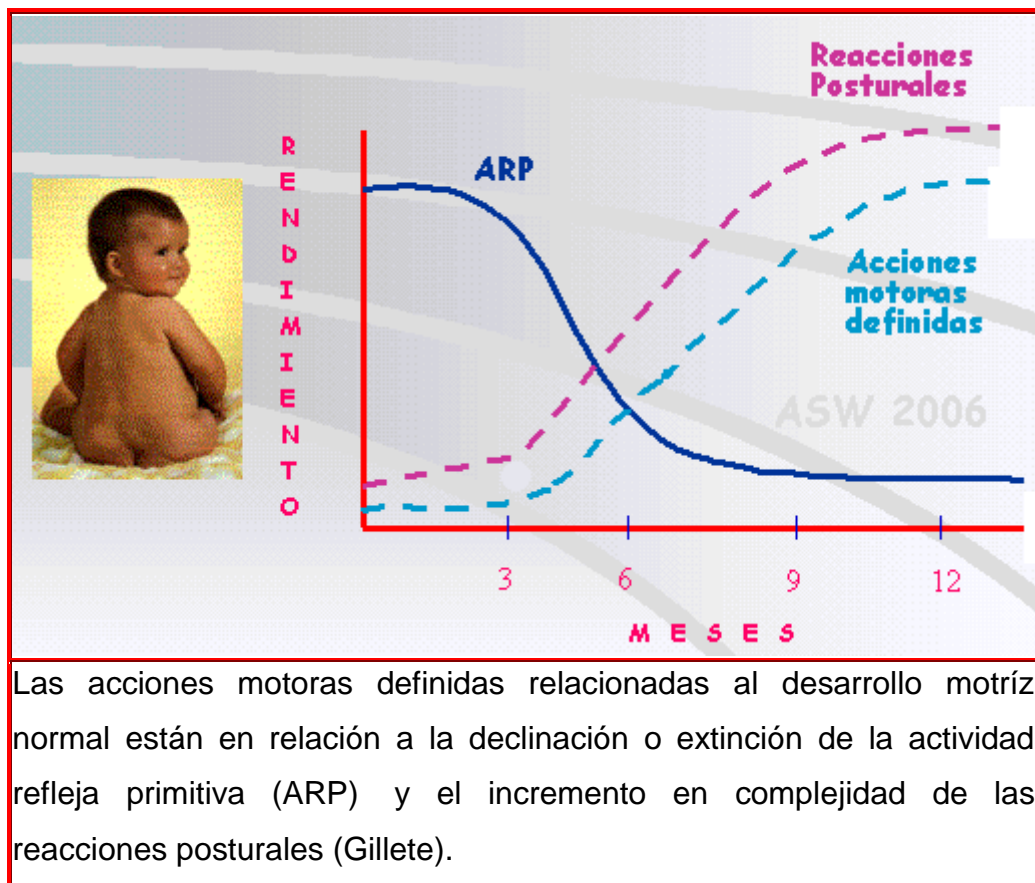 Reacciones
Posturales
RENDIMIENTO
ARP
Acciones
motoras
definidas
ASW 2006
3 6 9 12
MESES
Las acciones motoras definidas relacionadas al desarrollo motríz
normal están en relación a la declinación o extinción de la actividad
refleja primitiva (ARP) y el incremento en complejidad de las
reacciones posturales (Gillete).